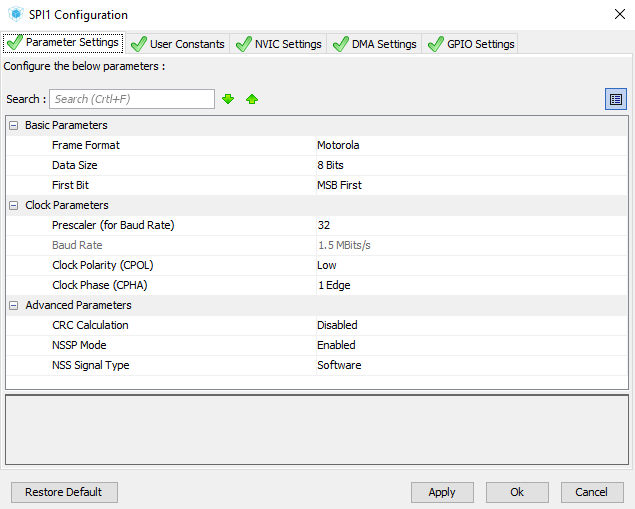 SPI1 Configuration
Parameter Settings User Constants NVIC Settings DMA Settings GPIO Settings
Configure the below parameters :
Search : Search (Crtl+F)
Basic Parameters
Frame Format Motorola
Data Size 8 Bits
First Bit MSB First
Clock Parameters
Prescaler (for Baud Rate) 32
Baud Rate 1.5 MBits/s
Clock Polarity (CPOL) Low
Clock Phase (CPHA) 1 Edge
Advanced Parameters
CRC Calculation Disabled
NSSP Mode Enabled
NSS Signal Type Software
Restore Default Apply Ok Cancel